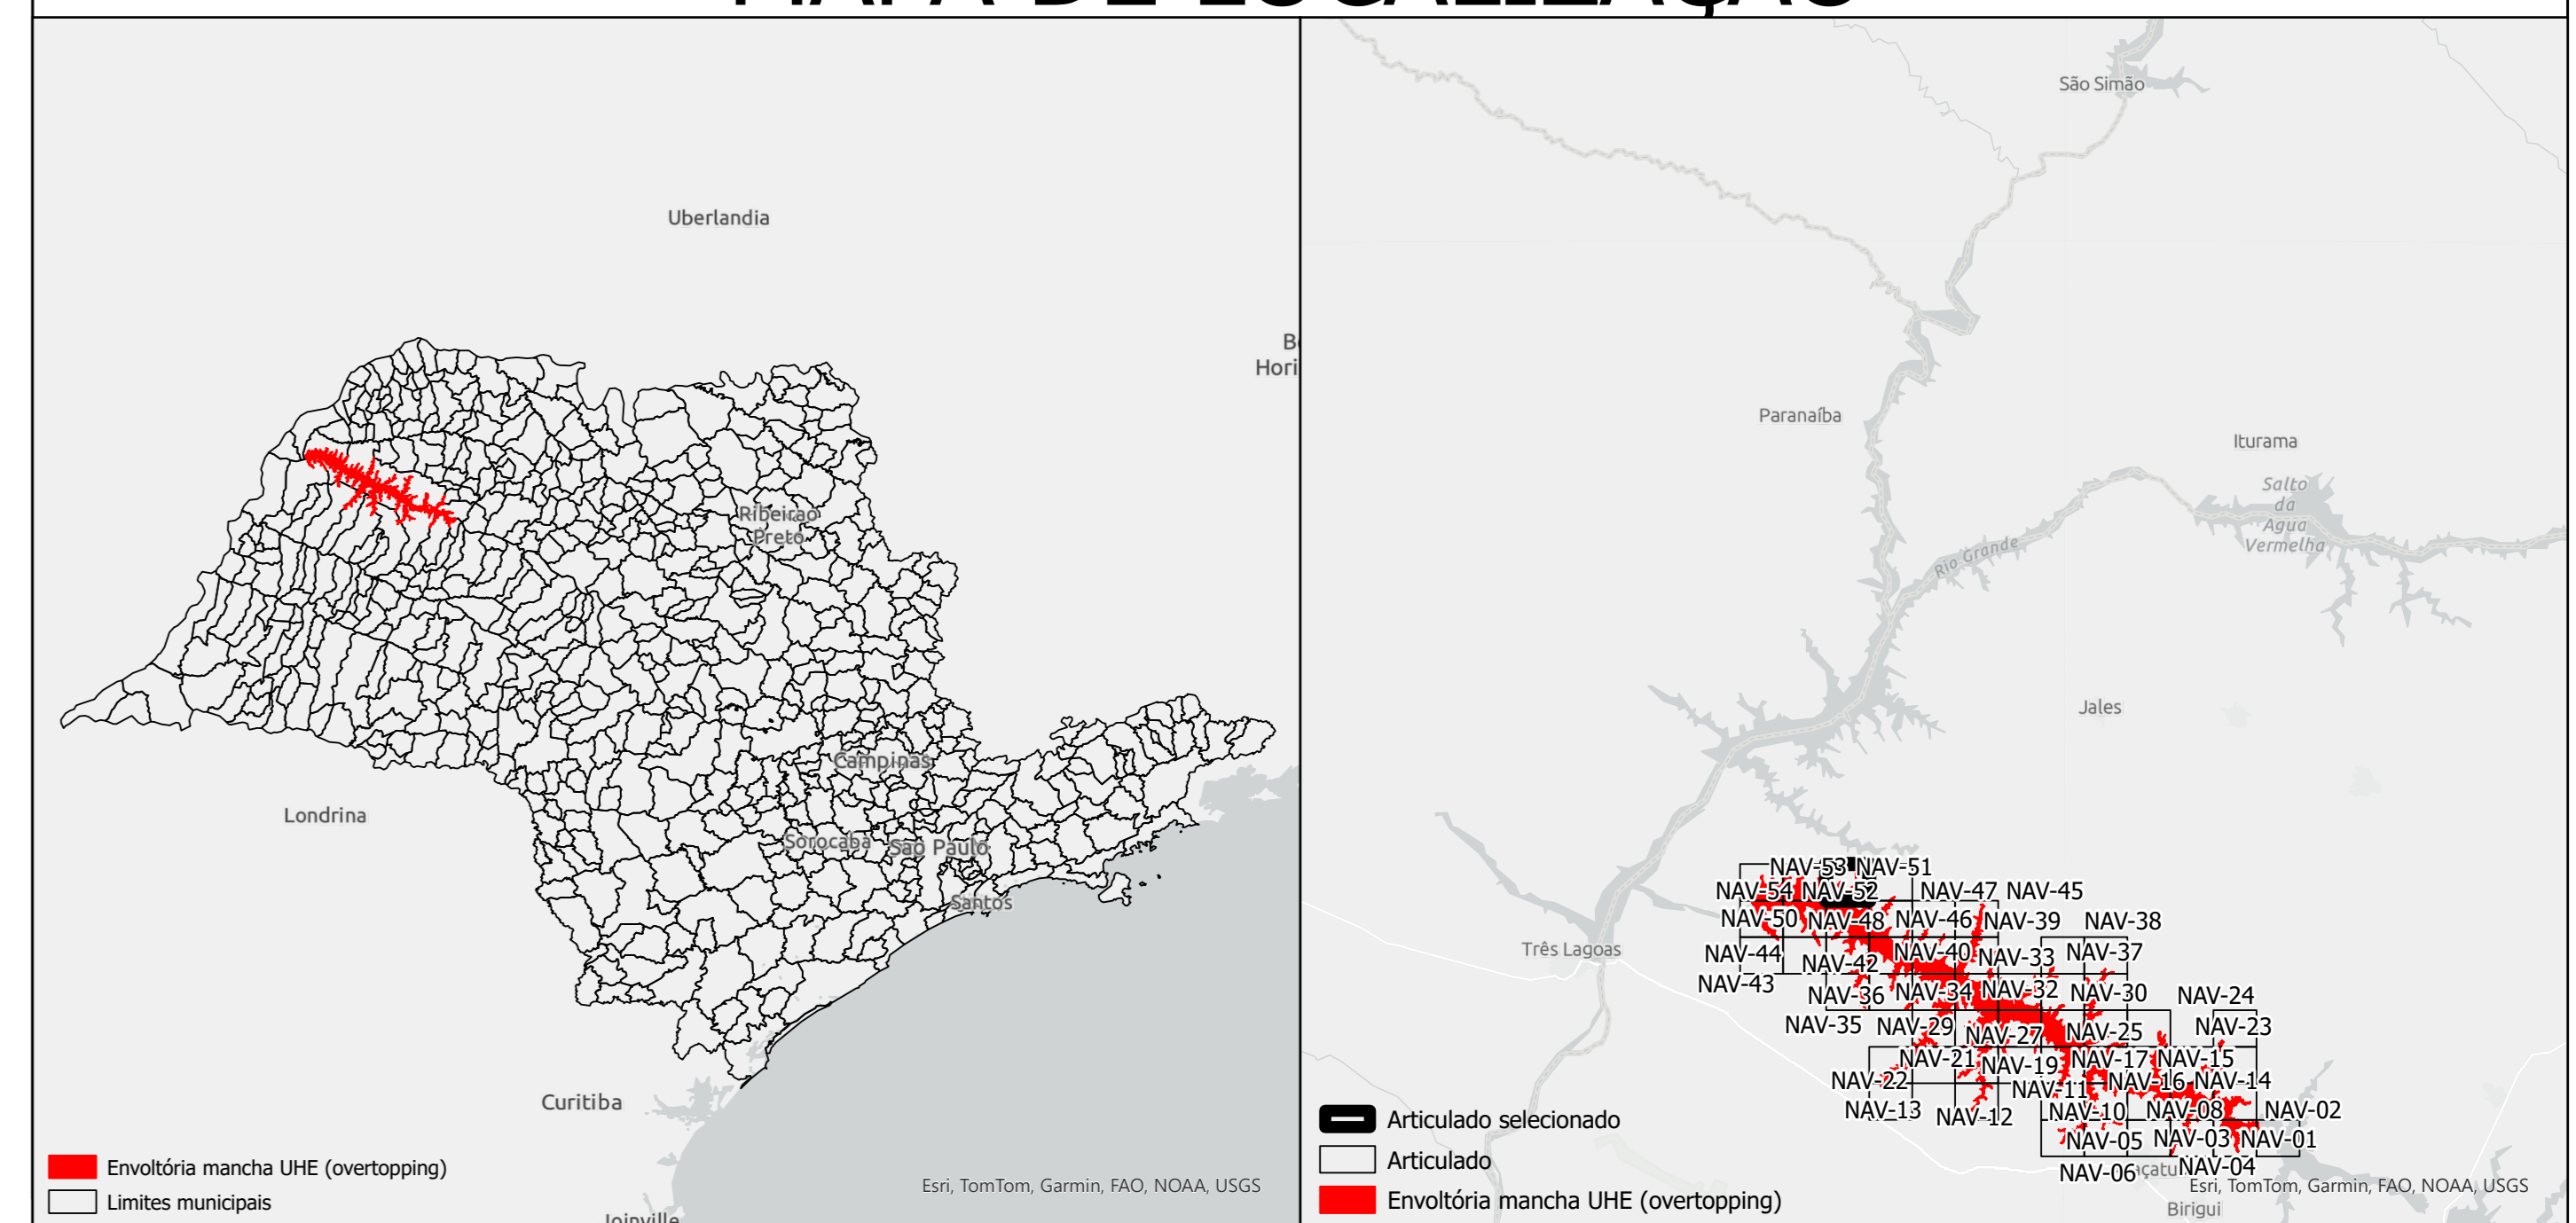 MAPA DE LOCALIZAÇÃO
Uberlandia
Ribeirao
Preto
Campinas
Sorocaba
São Paulo
Santos
Londrina
Curitiba
Joinville
Envoltória mancha UHE (overtopping)
Limites municipais
Esri, TomTom, Garmin, FAO, NOAA, USGS
São Simão
Paranaíba
Iturama
Salto
da
Agua
Vermelha
Rio Grande
Jales
Três Lagoas
NAV-53 NAV-51
NAV-54 NAV-52 NAV-47 NAV-45
NAV-50 NAV-48 NAV-46 NAV-39 NAV-38
NAV-44 NAV-42 NAV-40 NAV-33 NAV-37
NAV-43 NAV-36 NAV-34 NAV-32 NAV-30 NAV-24
NAV-35 NAV-29 NAV-27 NAV-25 NAV-23
NAV-21 NAV-19 NAV-17 NAV-15
NAV-22 NAV-11 NAV-16 NAV-14
NAV-13 NAV-12 NAV-10 NAV-08 NAV-02
NAV-05 NAV-03 NAV-01
NAV-06 NAV-04
Birigui
Articulado selecionado
Articulado
Envoltória mancha UHE (overtopping)
Esri, TomTom, Garmin, FAO, NOAA, USGS